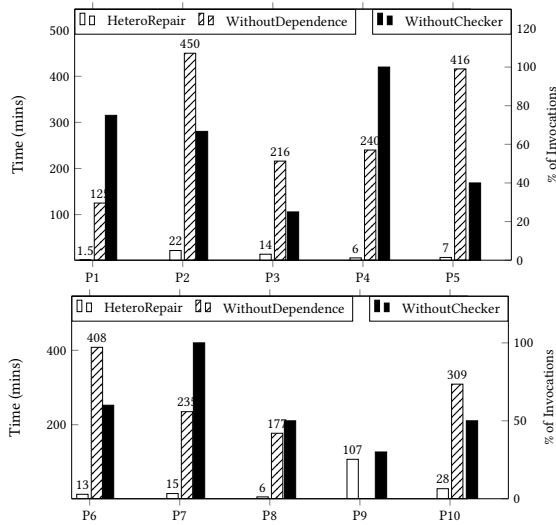 HeteroRepair WithoutDependence WithoutChecker
500
400
300
200
100
Time (mins)
120
100
80
60
40
20
0
% of Invocations
1.5 125 22 450 14 216 6 240 7 416
P1 P2 P3 P4 P5
HeteroRepair WithoutDependence WithoutChecker
400
200
Time (mins)
100
50
0
% of Invocations
13 408 15 235 6 177 107 28 309
P6 P7 P8 P9 P10